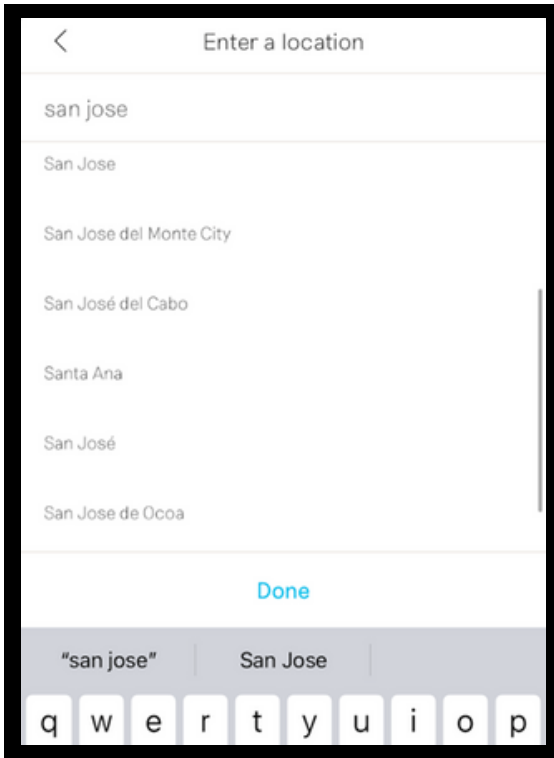 Enter a location
san jose
San Jose
San Jose del Monte City
San José del Cabo
Santa Ana
San José
San Jose de Ocoa
Done
“san jose” San Jose
q w e r t y u i o p